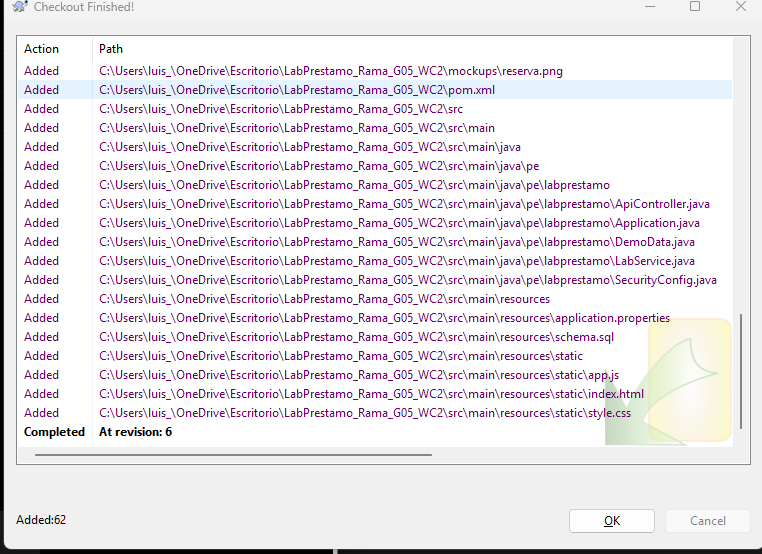 Checkout Finished!
Action Path
Added C:\Users\luis_\OneDrive\Escritorio\LabPrestamo_Rama_G05_WC2\mockups\reserva.png
Added C:\Users\luis_\OneDrive\Escritorio\LabPrestamo_Rama_G05_WC2\pom.xml
Added C:\Users\luis_\OneDrive\Escritorio\LabPrestamo_Rama_G05_WC2\src
Added C:\Users\luis_\OneDrive\Escritorio\LabPrestamo_Rama_G05_WC2\src\main
Added C:\Users\luis_\OneDrive\Escritorio\LabPrestamo_Rama_G05_WC2\src\main\java
Added C:\Users\luis_\OneDrive\Escritorio\LabPrestamo_Rama_G05_WC2\src\main\java\pe
Added C:\Users\luis_\OneDrive\Escritorio\LabPrestamo_Rama_G05_WC2\src\main\java\pe\labprestamo
Added C:\Users\luis_\OneDrive\Escritorio\LabPrestamo_Rama_G05_WC2\src\main\java\pe\labprestamo\ApiController.java
Added C:\Users\luis_\OneDrive\Escritorio\LabPrestamo_Rama_G05_WC2\src\main\java\pe\labprestamo\Application.java
Added C:\Users\luis_\OneDrive\Escritorio\LabPrestamo_Rama_G05_WC2\src\main\java\pe\labprestamo\DemoData.java
Added C:\Users\luis_\OneDrive\Escritorio\LabPrestamo_Rama_G05_WC2\src\main\java\pe\labprestamo\LabService.java
Added C:\Users\luis_\OneDrive\Escritorio\LabPrestamo_Rama_G05_WC2\src\main\java\pe\labprestamo\SecurityConfig.java
Added C:\Users\luis_\OneDrive\Escritorio\LabPrestamo_Rama_G05_WC2\src\main\resources
Added C:\Users\luis_\OneDrive\Escritorio\LabPrestamo_Rama_G05_WC2\src\main\resources\application.properties
Added C:\Users\luis_\OneDrive\Escritorio\LabPrestamo_Rama_G05_WC2\src\main\resources\schema.sql
Added C:\Users\luis_\OneDrive\Escritorio\LabPrestamo_Rama_G05_WC2\src\main\resources\static
Added C:\Users\luis_\OneDrive\Escritorio\LabPrestamo_Rama_G05_WC2\src\main\resources\static\app.js
Added C:\Users\luis_\OneDrive\Escritorio\LabPrestamo_Rama_G05_WC2\src\main\resources\static\index.html
Added C:\Users\luis_\OneDrive\Escritorio\LabPrestamo_Rama_G05_WC2\src\main\resources\static\style.css
Completed At revision: 6
Added:62
OK Cancel